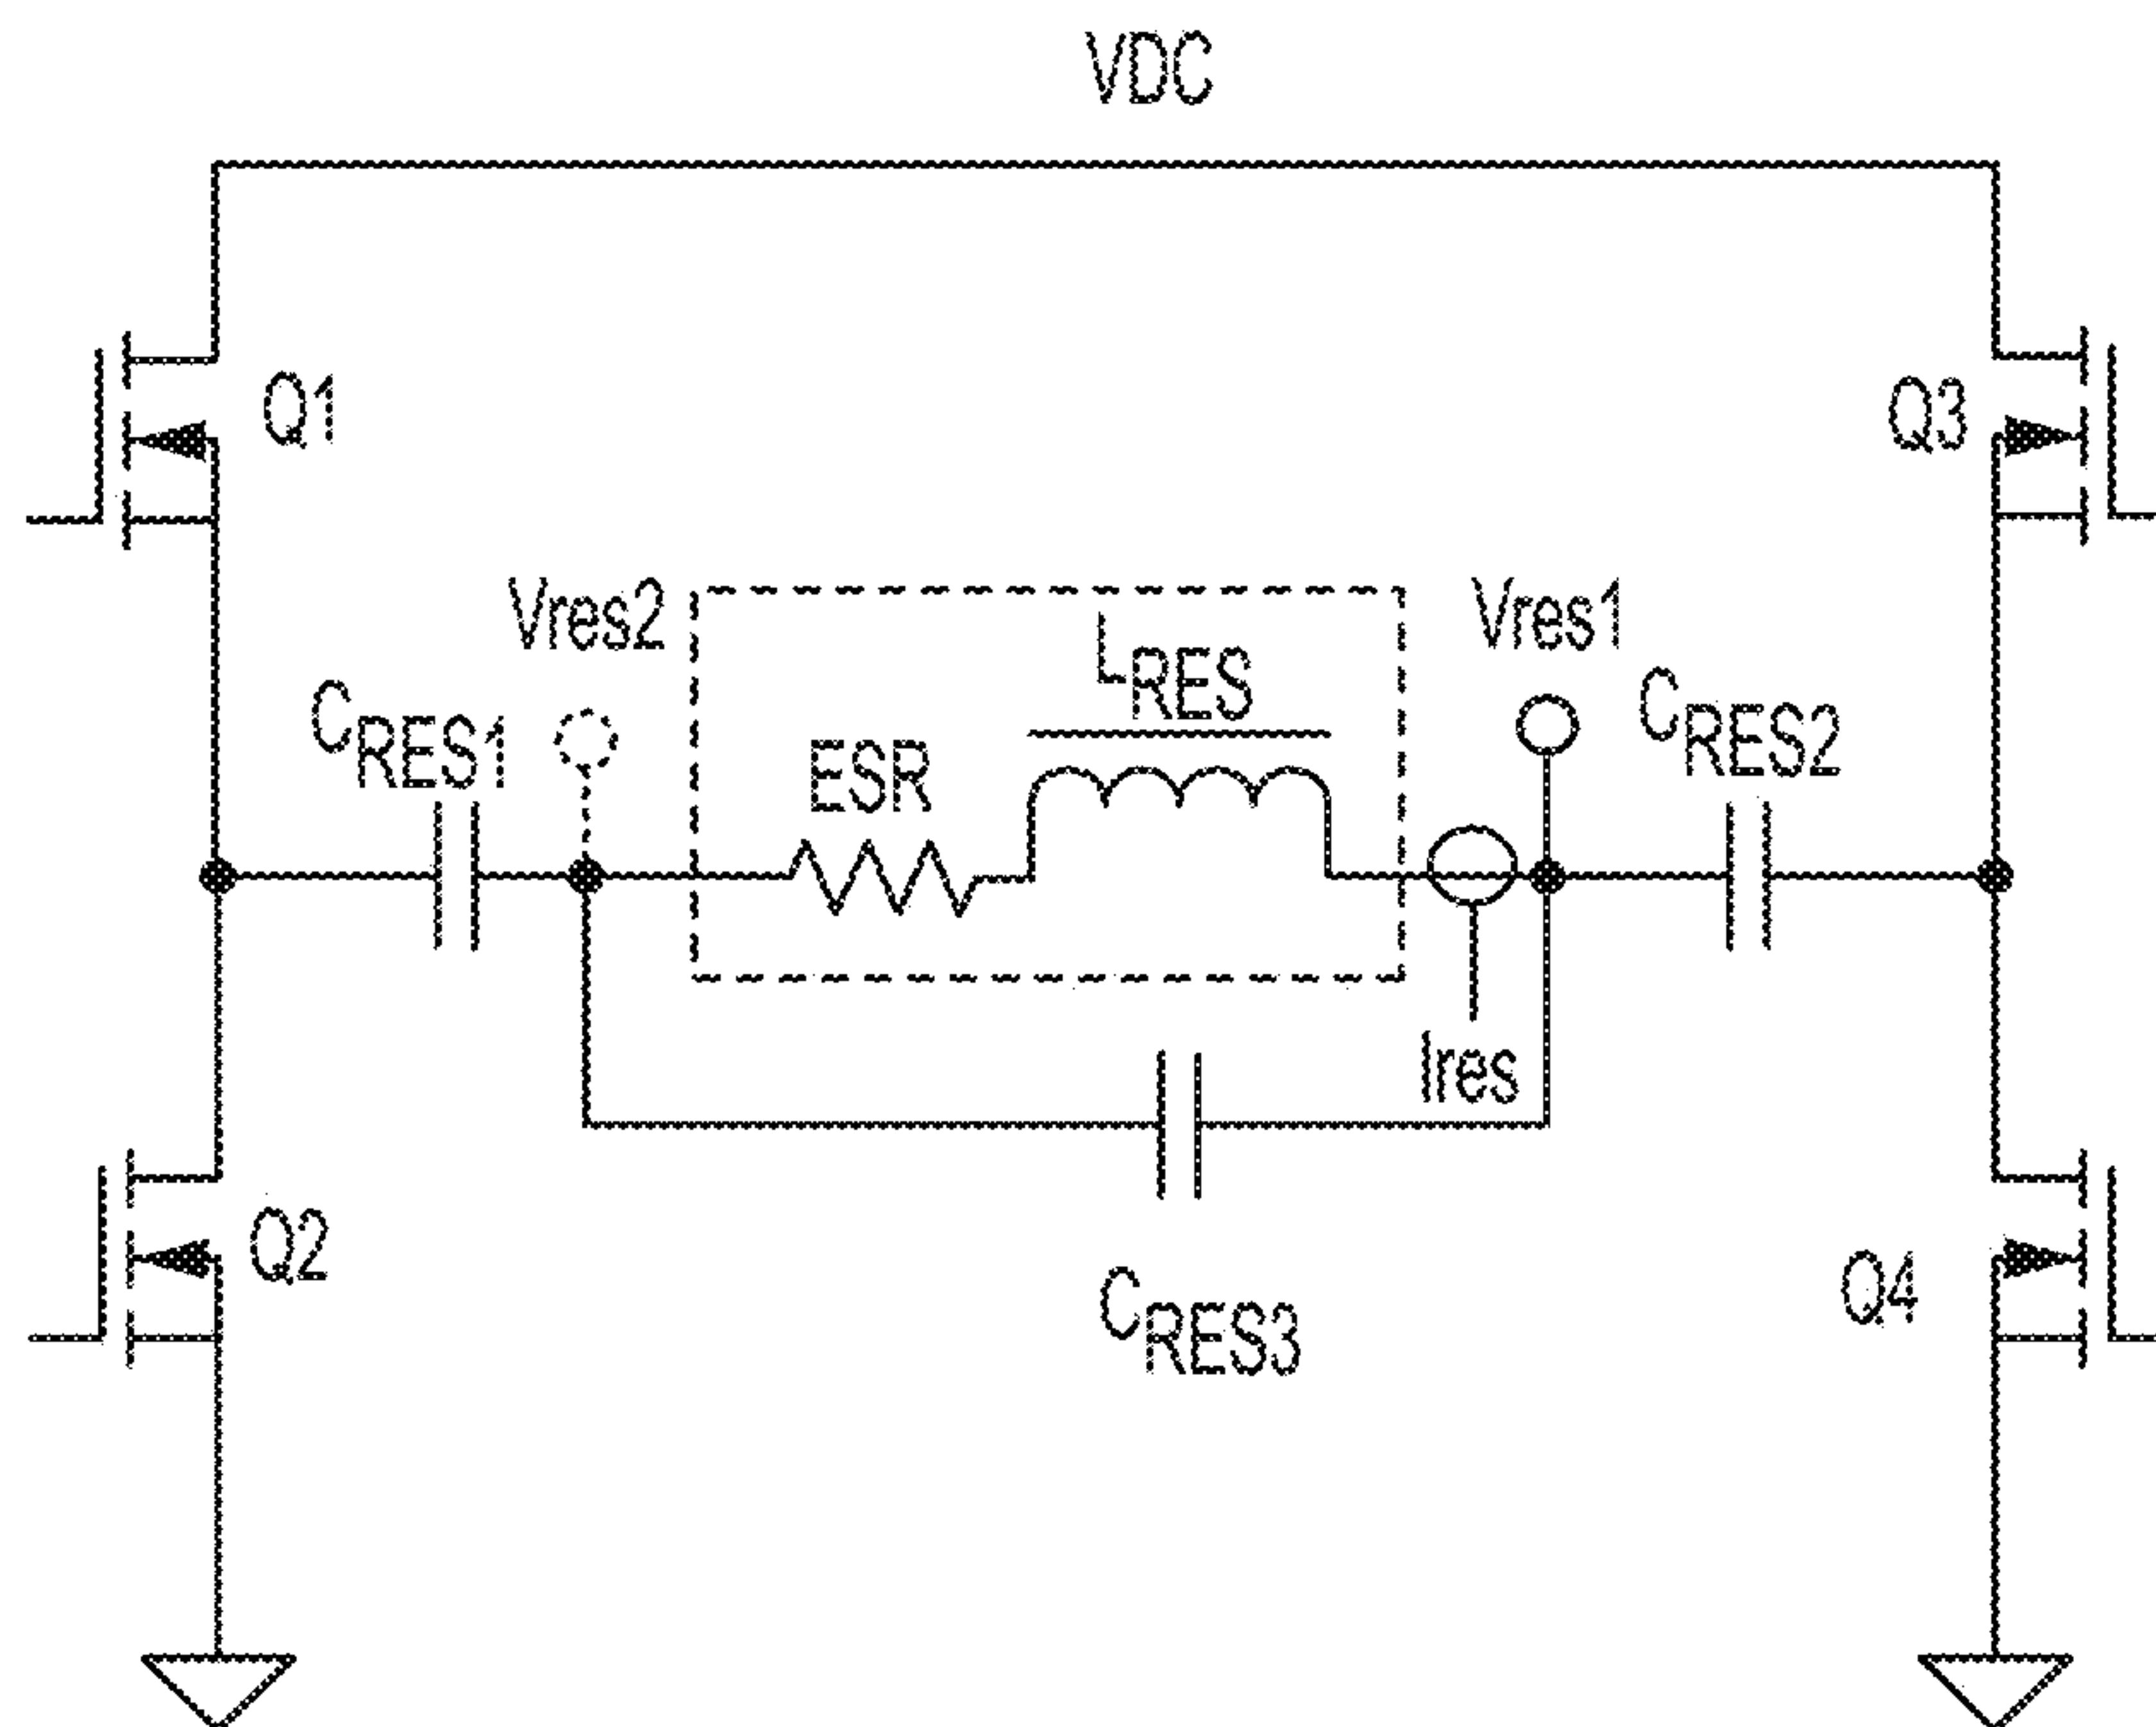 VDC
Q1
Q3
Vres2
Vres1
LRES
CRES1
CRES2
ESR
Ires
Q2
Q4
CRES3